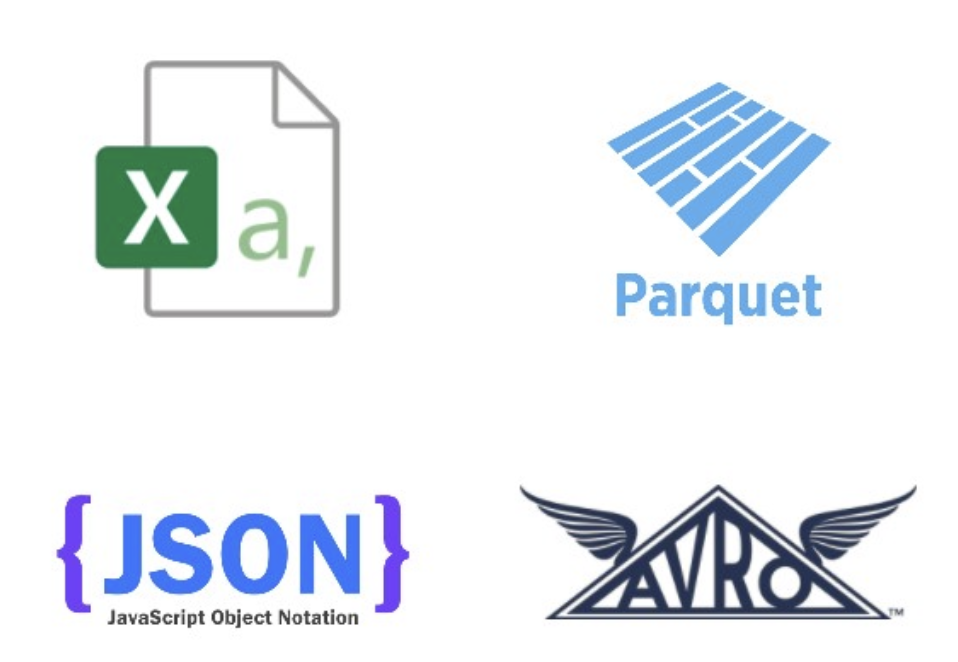 X a,
Parquet
{JSON}
JavaScript Object Notation
AVRO ™